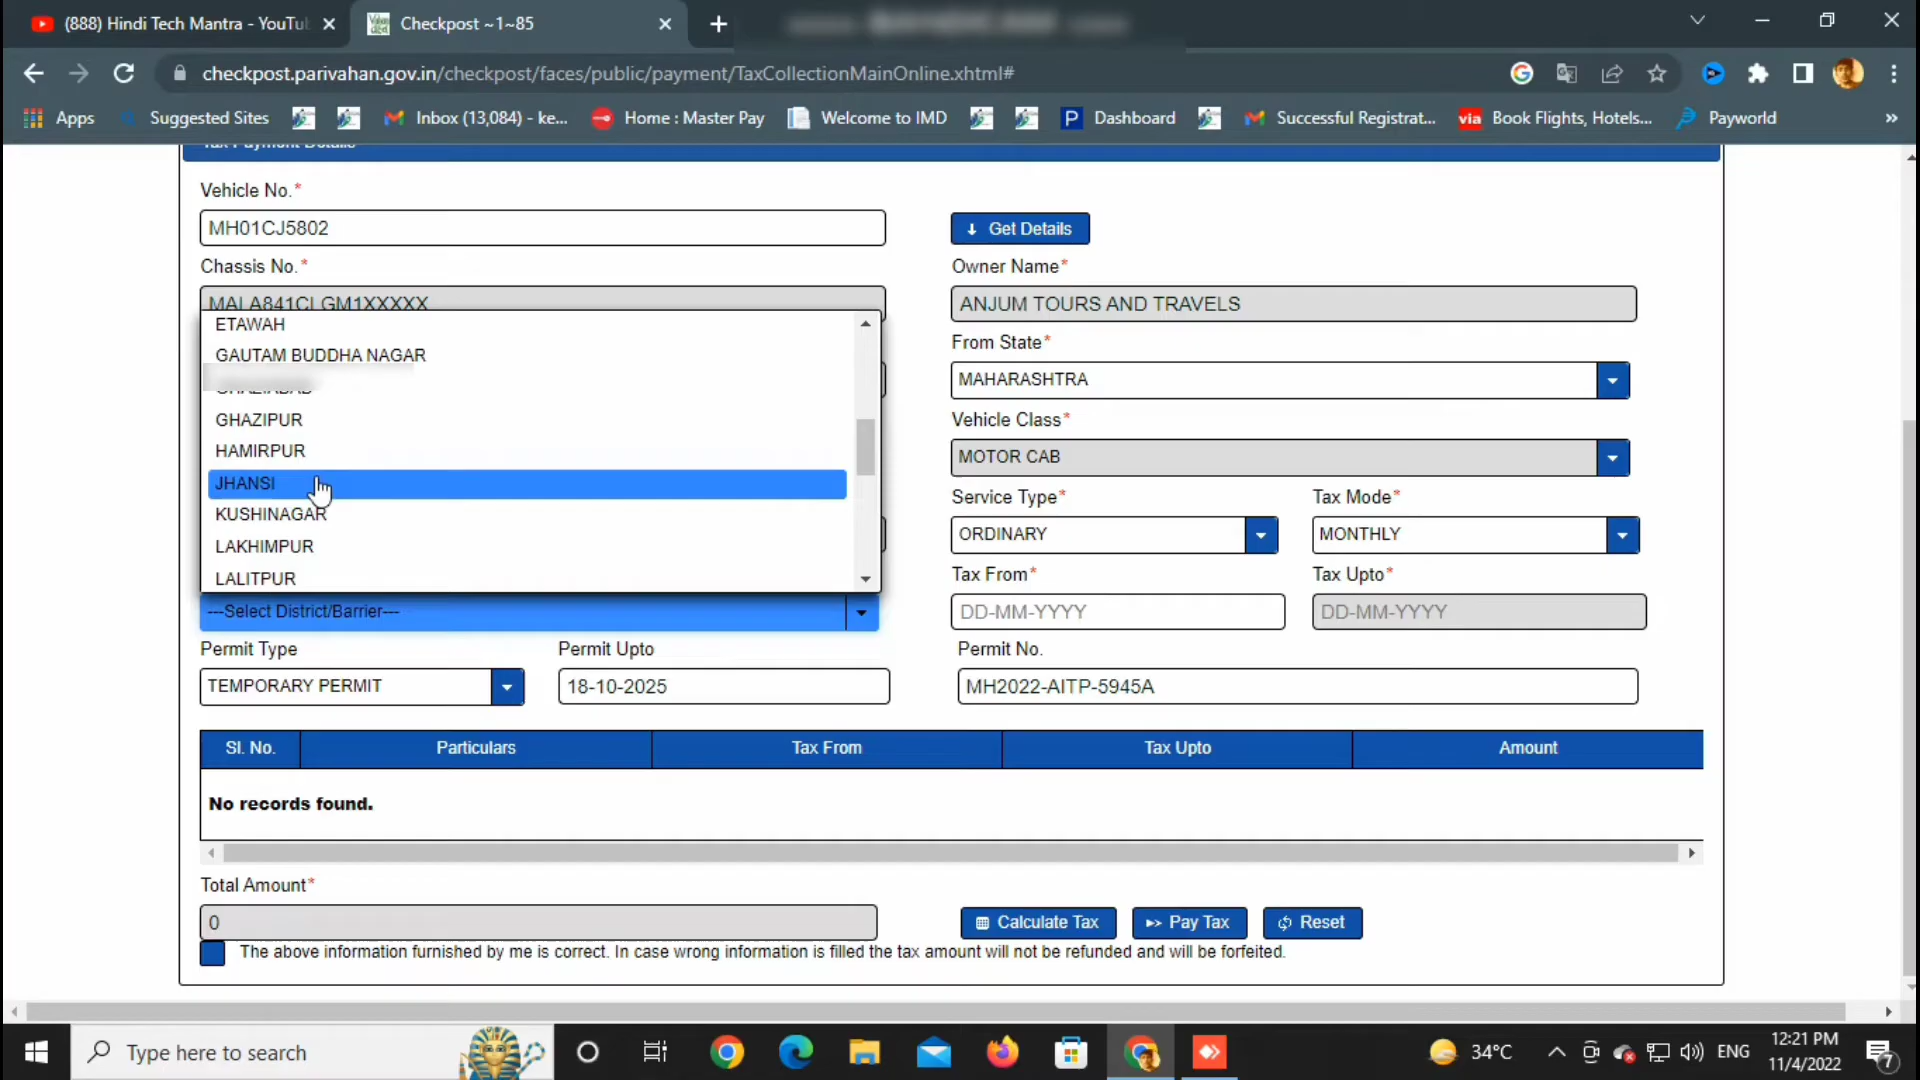 (888) Hindi Tech Mantra - YouTu
Checkpost ~1~85
checkpost.parivahan.gov.in/checkpost/faces/public/payment/TaxCollectionMainOnline.xhtml#
Apps
Suggested Sites
Inbox (13,084) - ke...
Home : Master Pay
Welcome to IMD
Dashboard
Successful Registrat...
via
Book Flights, Hotels...
Payworld
»
Tax Payment Details
Vehicle No.*
MH01CJ5802
Get Details
Chassis No.*
Owner Name*
MALA841CLGM1XXXXX
ANJUM TOURS AND TRAVELS
ETAWAH
GAUTAM BUDDHA NAGAR
GHAZIABAD
GHAZIPUR
HAMIRPUR
JHANSI
KUSHINAGAR
LAKHIMPUR
LALITPUR
From State*
MAHARASHTRA
Vehicle Class*
MOTOR CAB
Service Type*
Tax Mode*
ORDINARY
MONTHLY
Tax From*
Tax Upto*
---Select District/Barrier---
DD-MM-YYYY
DD-MM-YYYY
Permit Type
Permit Upto
Permit No.
TEMPORARY PERMIT
18-10-2025
MH2022-AITP-5945A
Sl. No.
Particulars
Tax From
Tax Upto
Amount
No records found.
Total Amount*
0
Calculate Tax
Pay Tax
Reset
The above information furnished by me is correct. In case wrong information is filled the tax amount will not be refunded and will be forfeited.
Type here to search
34°C
ENG
12:21 PM
11/4/2022
7